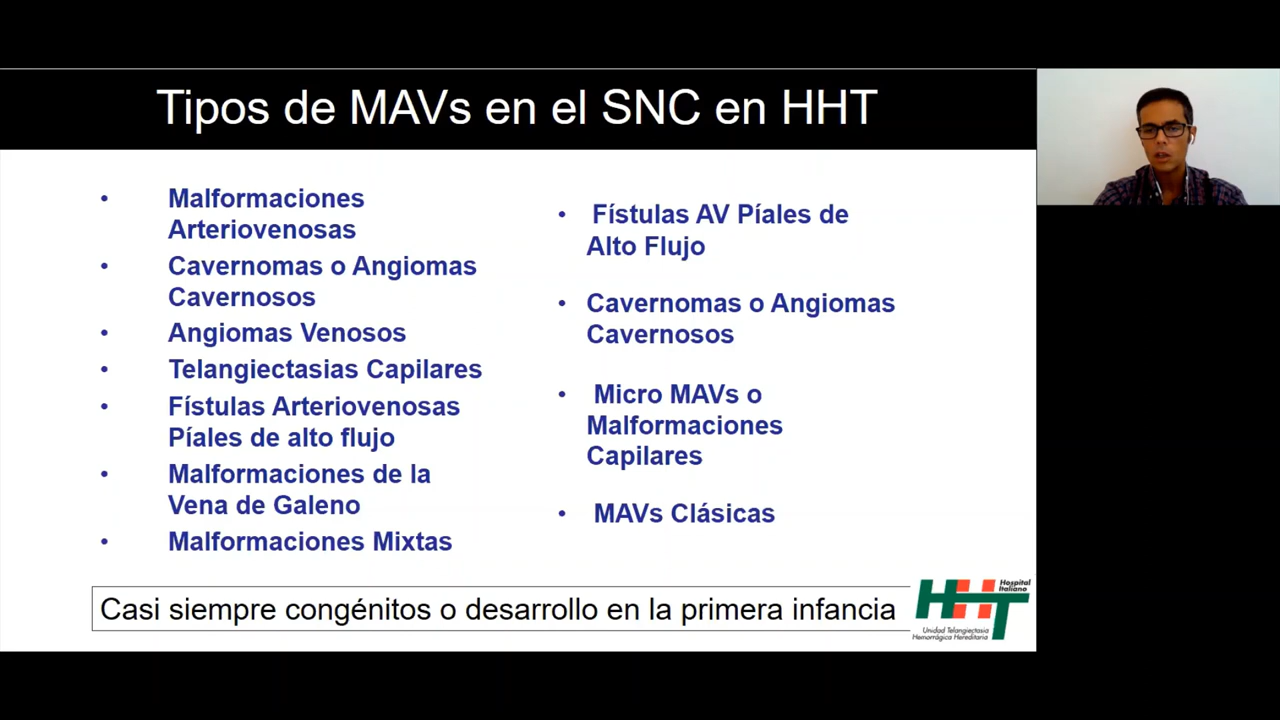 Tipos de MAVs en el SNC en HHT
• Malformaciones
Arteriovenosas
• Cavernomas o Angiomas
Cavernosos
• Angiomas Venosos
• Telangiectasias Capilares
• Fístulas Arteriovenosas
Píales de alto flujo
• Malformaciones de la
Vena de Galeno
• Malformaciones Mixtas
• Fístulas AV Píales de
Alto Flujo
• Cavernomas o Angiomas
Cavernosos
• Micro MAVs o
Malformaciones
Capilares
• MAVs Clásicas
Casi siempre congénitos o desarrollo en la primera infancia
Hospital
Italiano
HHT
Unidad Telangiectasia
Hemorrágica Hereditaria